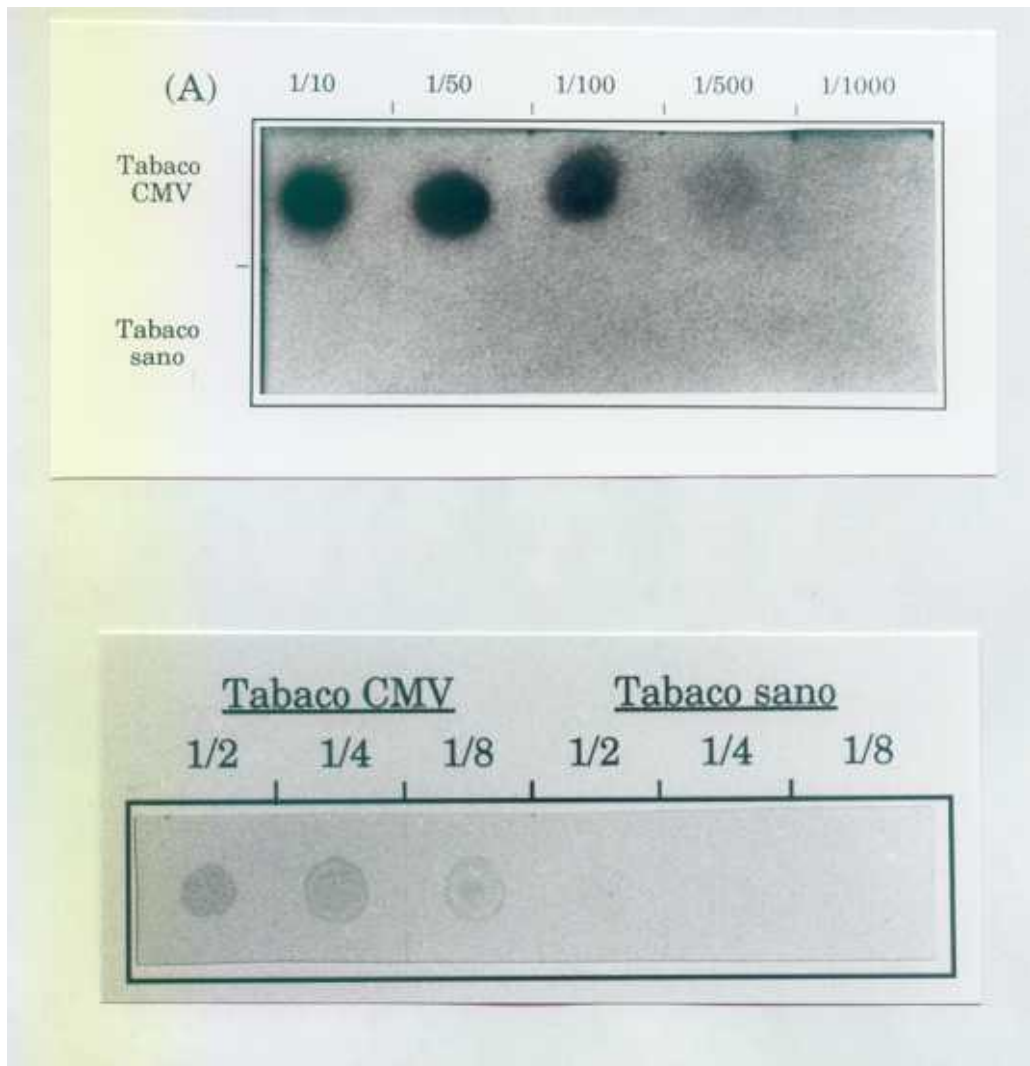 (A) 1/10 1/50 1/100 1/500 1/1000
Tabaco
CMV
Tabaco
sano
Tabaco CMV Tabaco sano
1/2 1/4 1/8 1/2 1/4 1/8